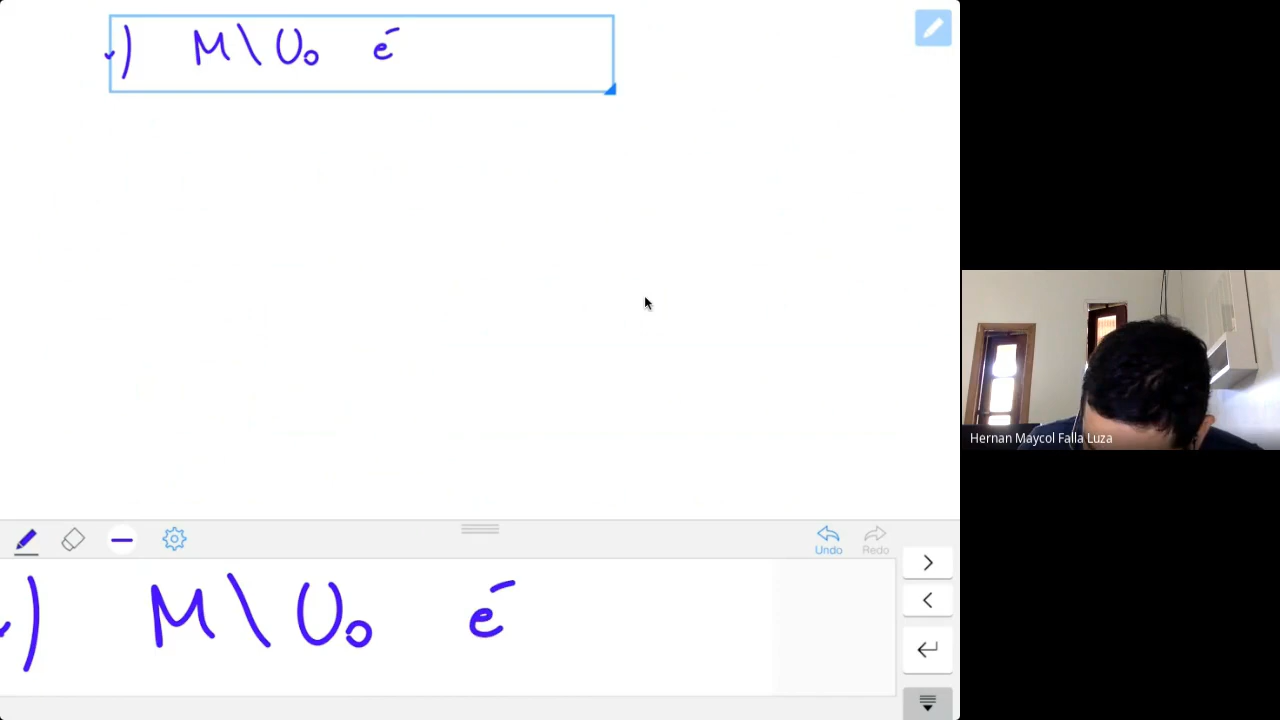 ) M \ U₀ é
Hernan Maycol Falla Luza
Undo
Redo
) M \ U₀ é